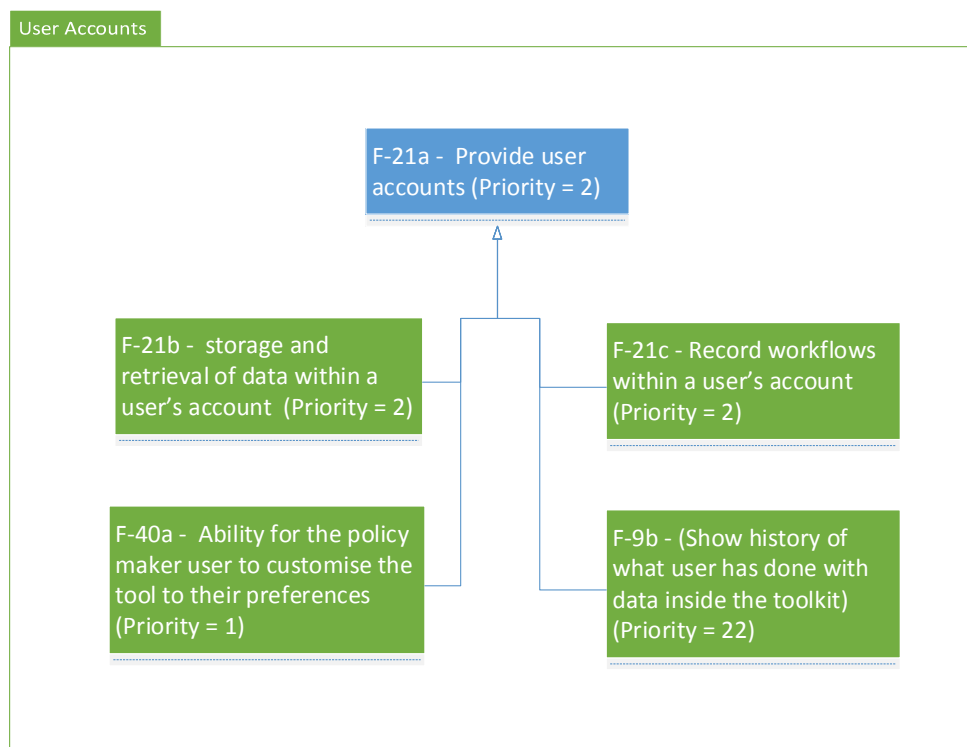 User Accounts
F-21a -  Provide user
accounts (Priority = 2)
F-21b -  storage and
retrieval of data within a
user’s account  (Priority = 2)
F-21c - Record workflows
within a user’s account
(Priority = 2)
F-40a -  Ability for the policy
maker user to customise the
tool to their preferences
(Priority = 1)
F-9b - (Show history of
what user has done with
data inside the toolkit)
(Priority = 22)